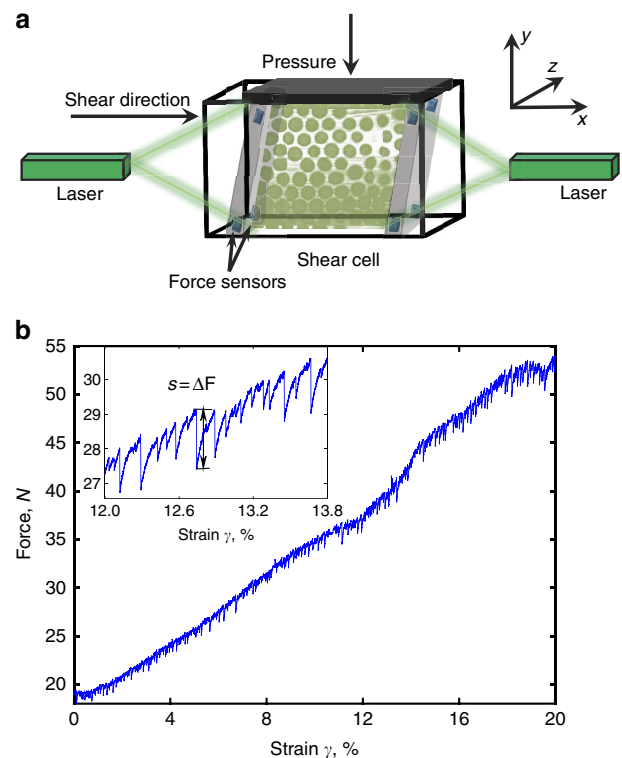 a
Pressure
Shear direction
y
z
x
Laser
Laser
Shear cell
Force sensors
b
55
50
45
40
35
30
25
20
Force, N
30
29
28
27
s = ΔF
12.0 12.6 13.2 13.8
Strain γ, %
0 4 8 12 16 20
Strain γ, %